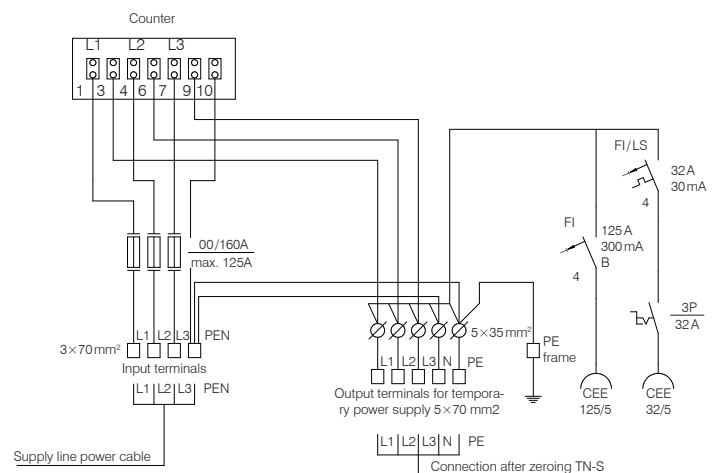 Counter
L1 L2 L3
1 3 4 6 7 9 10
FI/LS
32 A
30 mA
4
FI
125 A
300 mA
B
4
00/160A
max. 125A
3P
32 A
5×35 mm²
PE
frame
L1 L2 L3 PEN
3×70 mm²
Input terminals
L1 L2 L3 N PE
Output terminals for tempora-
ry power supply 5×70 mm2
CEE
125/5
CEE
32/5
L1 L2 L3 PEN
L1 L2 L3 N PE
Supply line power cable
Connection after zeroing TN-S